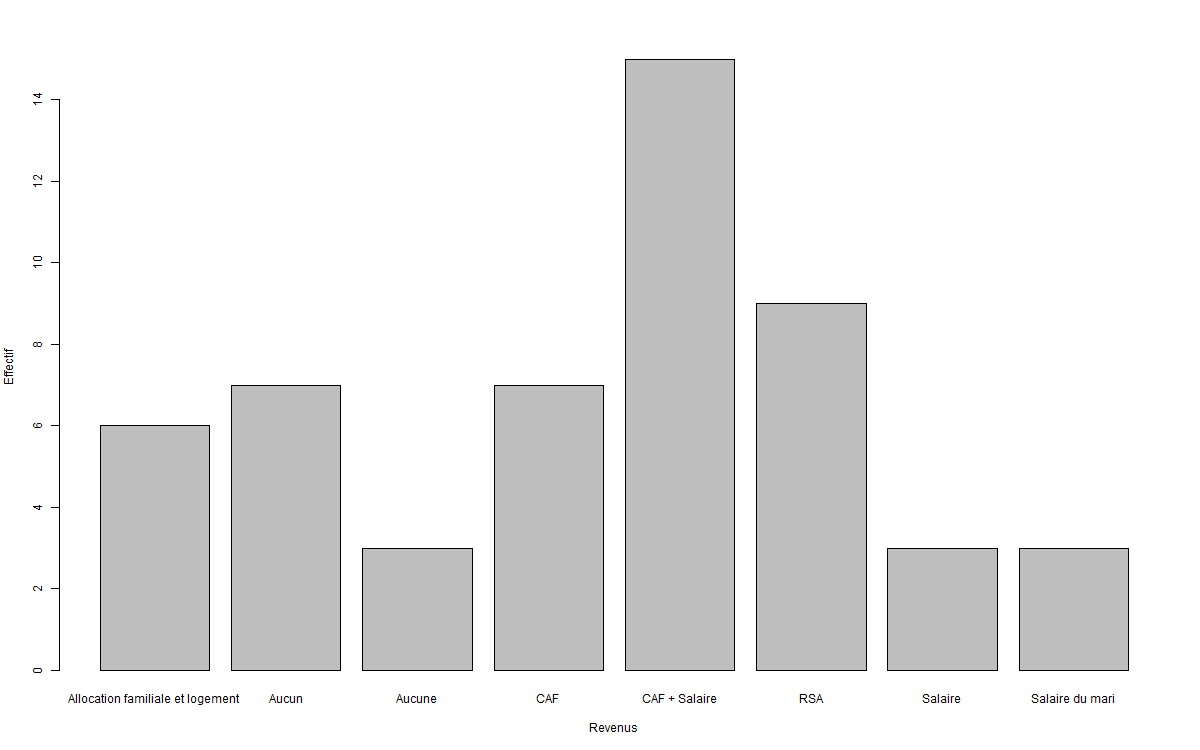 14
12
10
8
6
4
2
0
Effectif
Allocation familiale et logement
Aucun
Aucune
CAF
CAF + Salaire
RSA
Salaire
Salaire du mari
Revenus